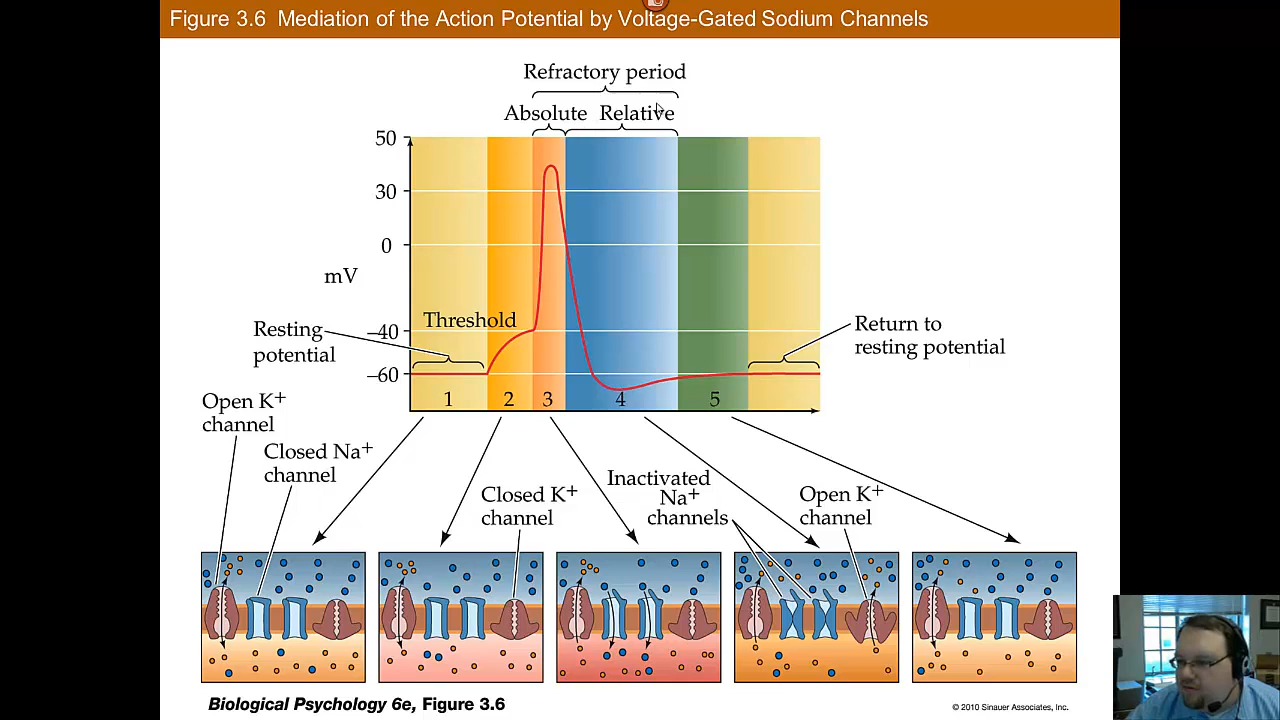 Figure 3.6 Mediation of the Action Potential by Voltage-Gated Sodium Channels
Refractory period
Absolute Relative
50
30
0
mV
–40
–60
Threshold
Resting
potential
Return to
resting potential
1 2 3 4 5
Open K+
channel
Closed Na+
channel
Closed K+
channel
Inactivated
Na+
channels
Open K+
channel
Biological Psychology 6e, Figure 3.6
© 2010 Sinauer Associates, Inc.